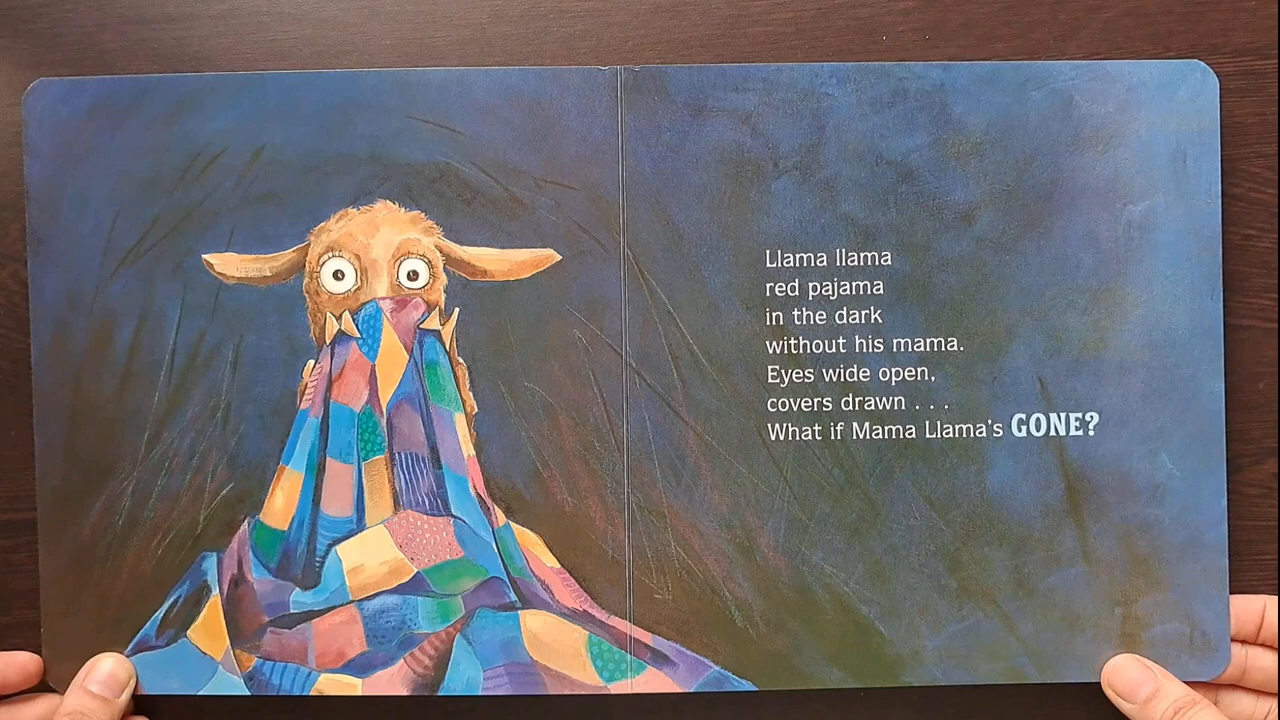 Llama llama
red pajama
in the dark
without his mama.
Eyes wide open,
covers drawn . . .
What if Mama Llama's GONE?